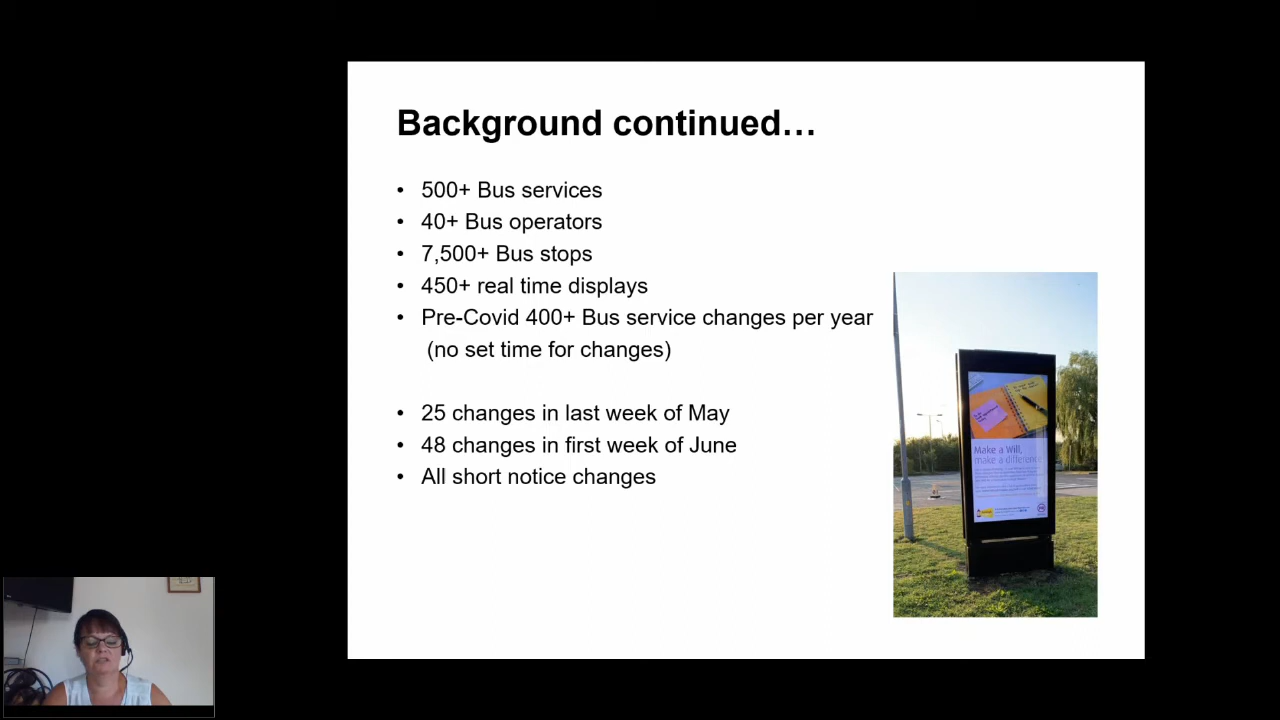 Background continued…
• 500+ Bus services
• 40+ Bus operators
• 7,500+ Bus stops
• 450+ real time displays
• Pre-Covid 400+ Bus service changes per year
(no set time for changes)
• 25 changes in last week of May
• 48 changes in first week of June
• All short notice changes
Make a Will,
make a difference